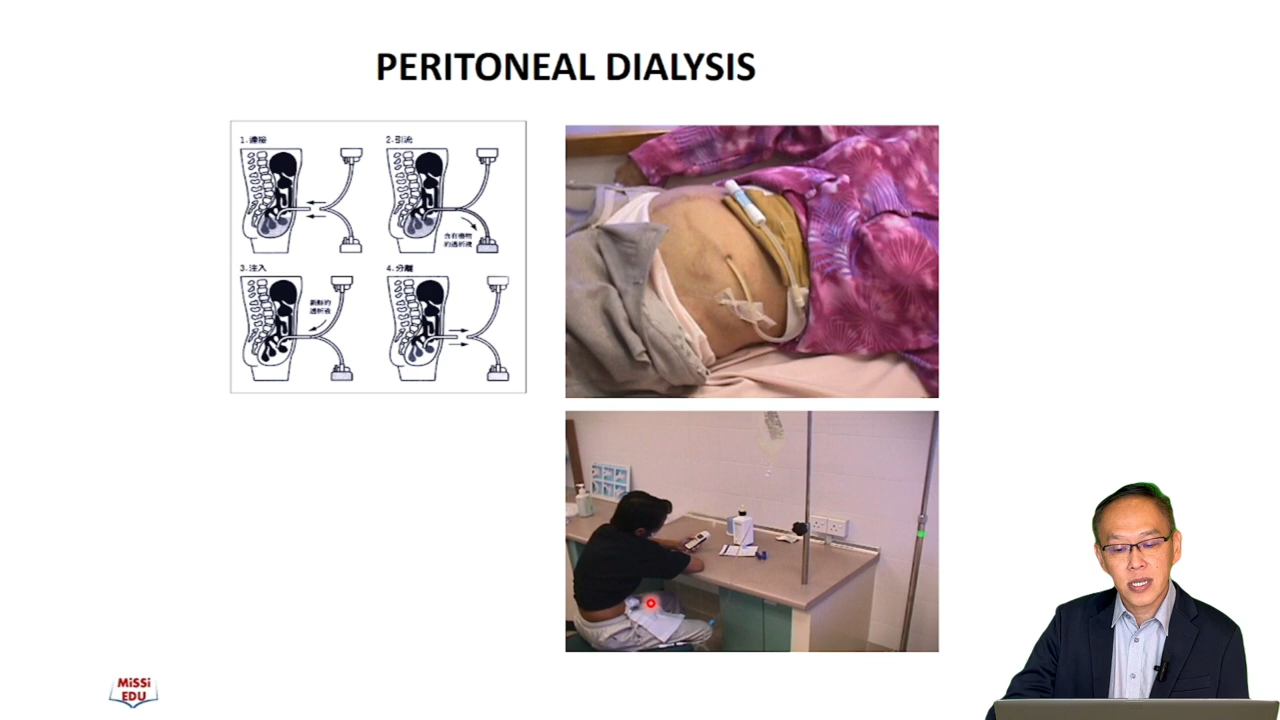 PERITONEAL DIALYSIS
1.連接
2.引流
含有廢物
的透析液
3.注入
新鮮的
透析液
4.分離
MiSSi
EDU